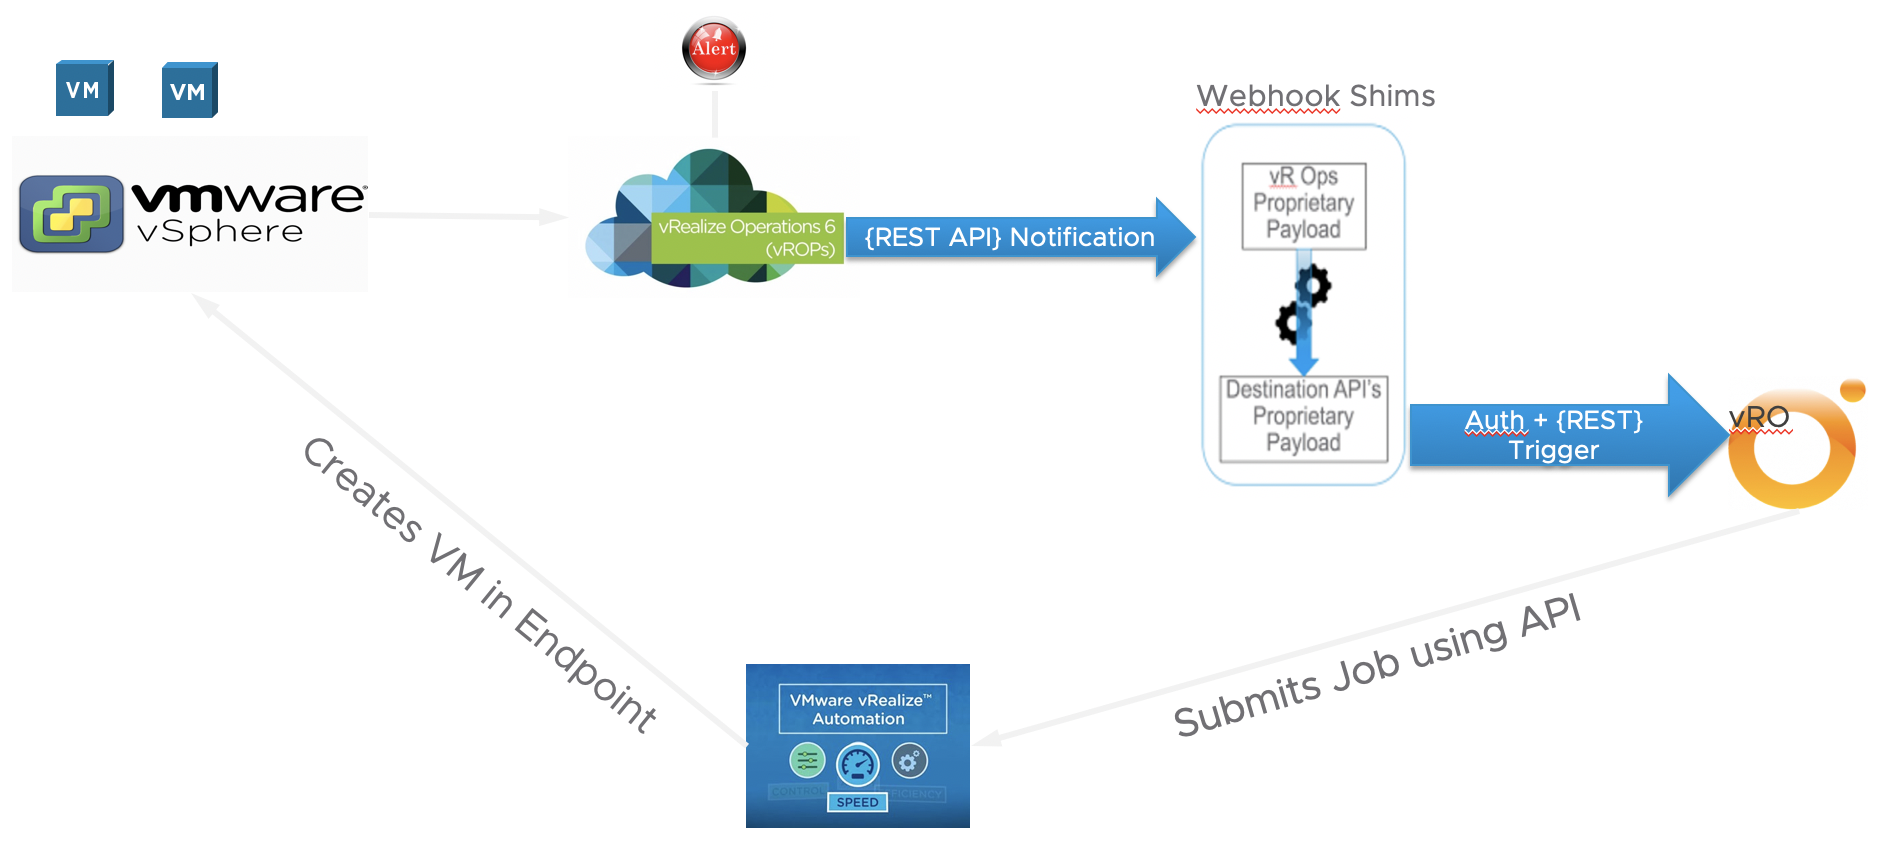 Alert
VM
VM
Webhook Shims
vmware®
vSphere
vRealize Operations 6
(vROPs)
{REST API} Notification
vR Ops
Proprietary
Payload
Destination API's
Proprietary
Payload
Auth + {REST}
Trigger
vRO
Creates VM in Endpoint
Submits Job using API
VMware vRealize™
Automation
CONTROL
SPEED